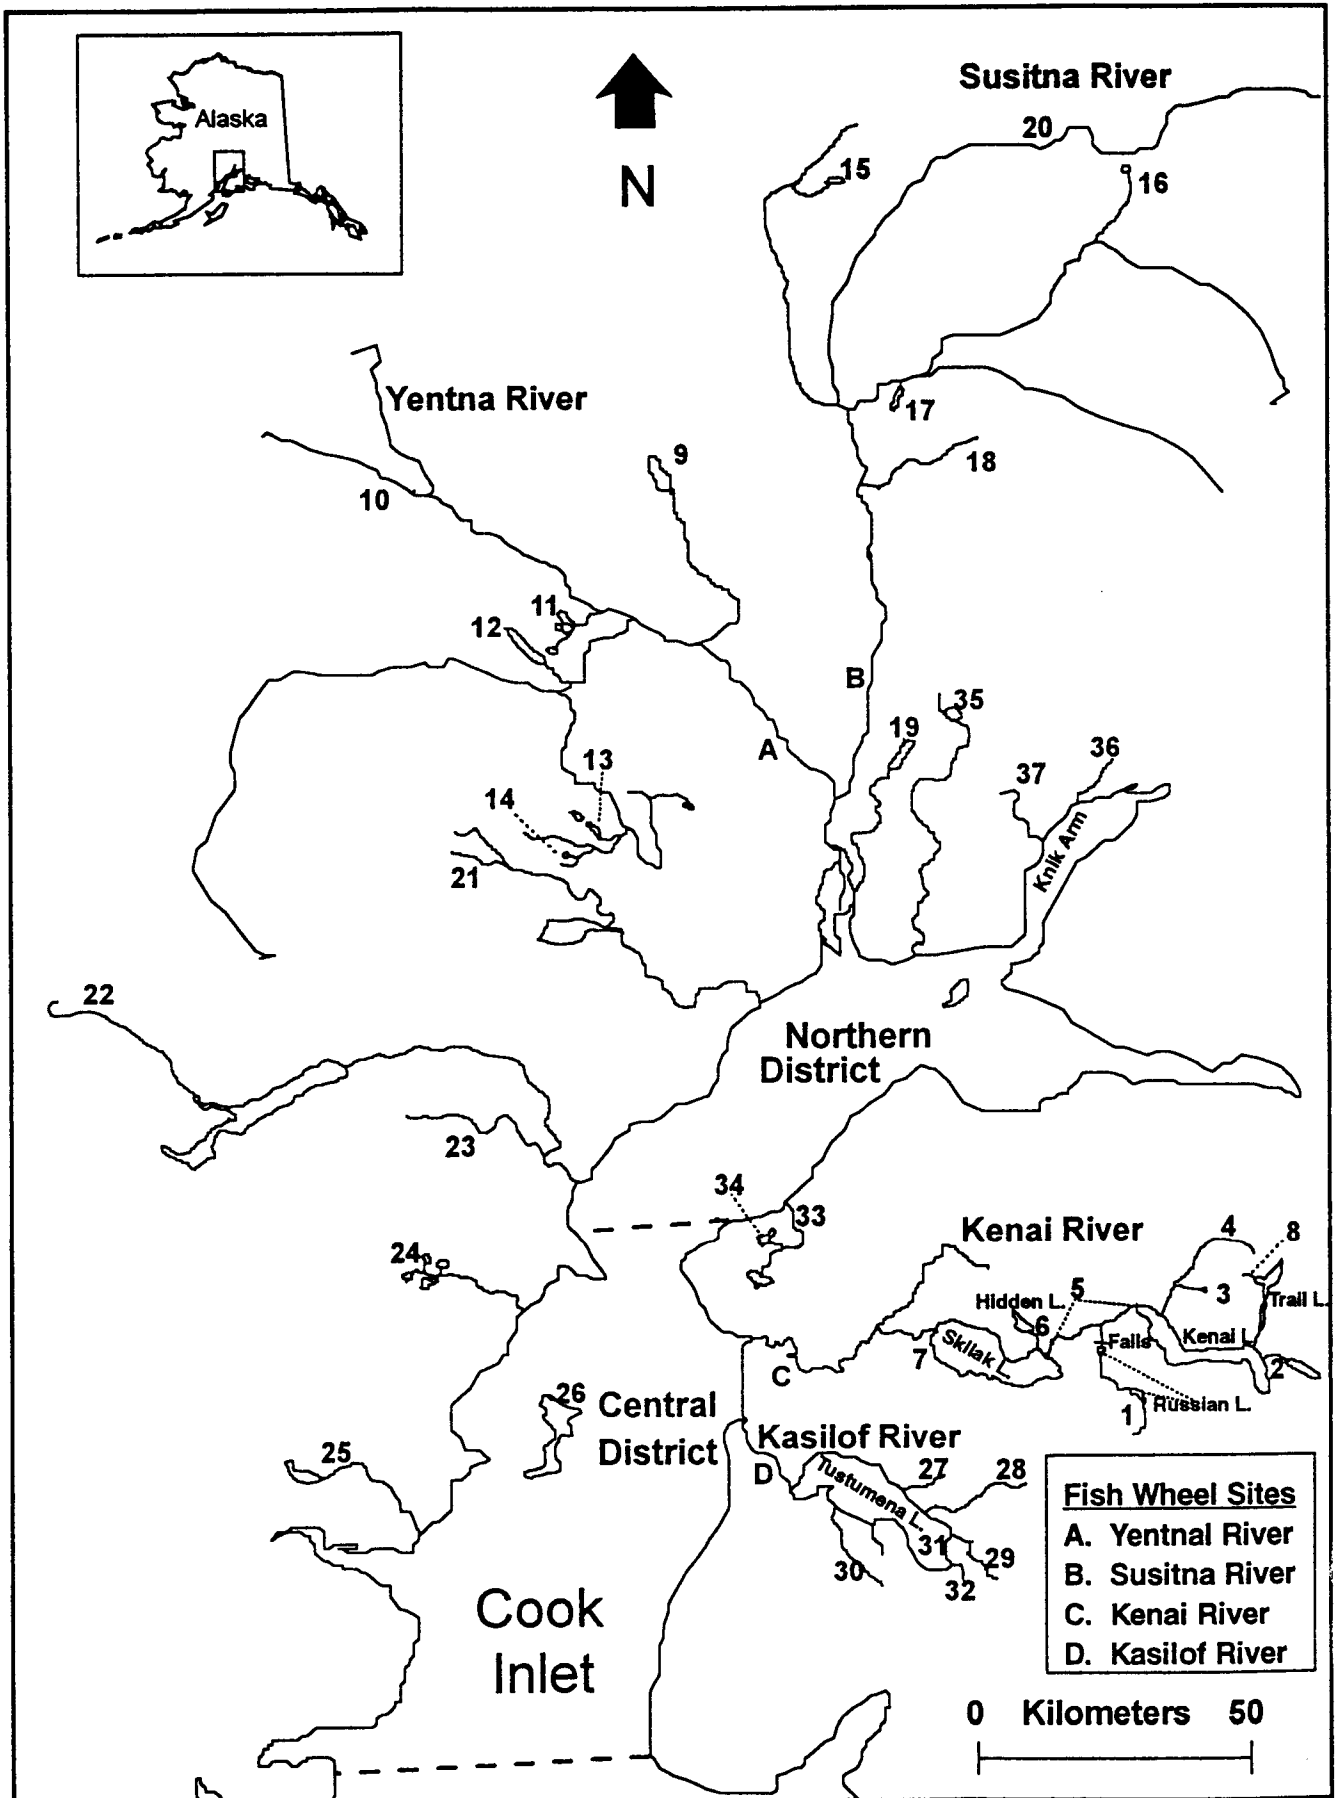 Susitna River
Alaska
20
15
16
N
Yentna River
17
18
9
10
11
12
B
35
19
A
36
13
37
14
Knik Arm
21
22
Northern
District
23
34
33
Kenai River
4
8
24
Hidden L.
5
3
Trail L.
6
Falls
Kenai L.
7
Skilak
2
C
26
Central
District
1
Russian L.
Kasilof River
25
D
Tustumena L.
27
28
Fish Wheel Sites
A. Yentnal River
B. Susitna River
C. Kenai River
D. Kasilof River
31
29
30
32
Cook
Inlet
0 Kilometers 50